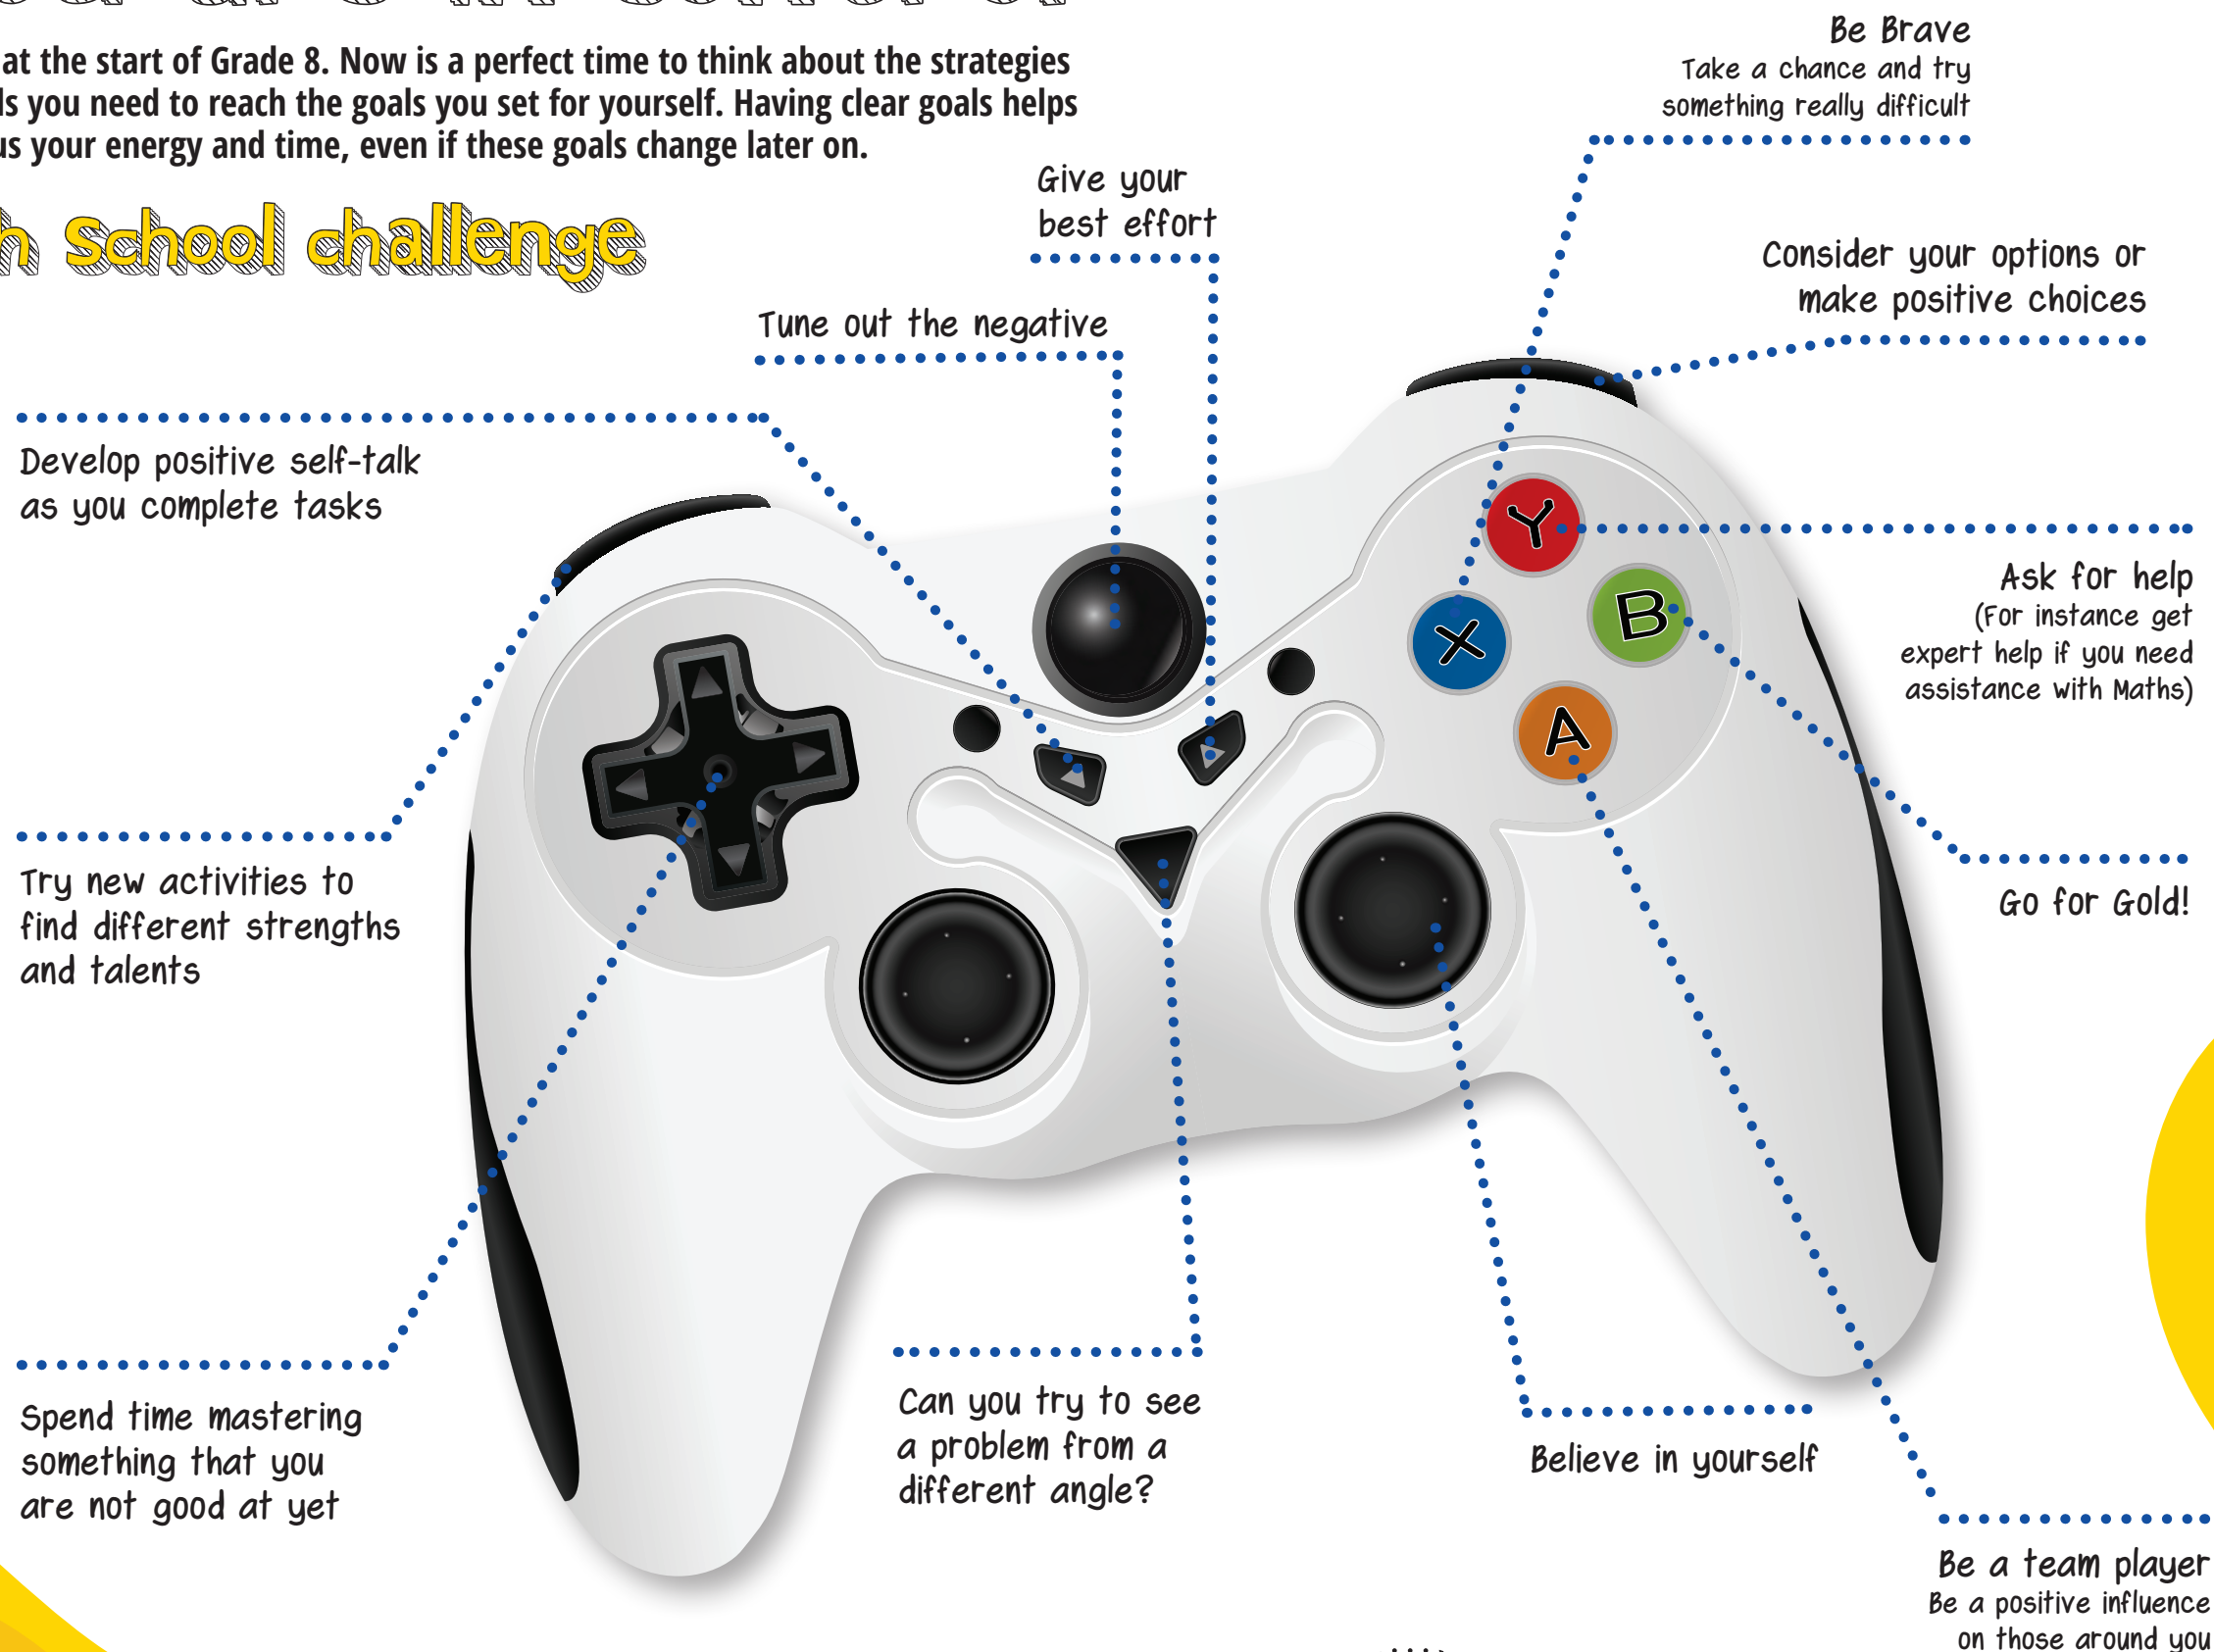 at the start of Grade 8. Now is a perfect time to think about the strategies
you need to reach the goals you set for yourself. Having clear goals helps
your energy and time, even if these goals change later on.
School challenge
Be Brave
Take a chance and try
something really difficult
Give your
best effort
Consider your options or
make positive choices
Tune out the negative
Develop positive self-talk
as you complete tasks
Y
B
X
A
Ask for help
(For instance get
expert help if you need
assistance with Maths)
Go for Gold!
Try new activities to
find different strengths
and talents
Spend time mastering
something that you
are not good at yet
Can you try to see
a problem from a
different angle?
Believe in yourself
Be a team player
Be a positive influence
on those around you